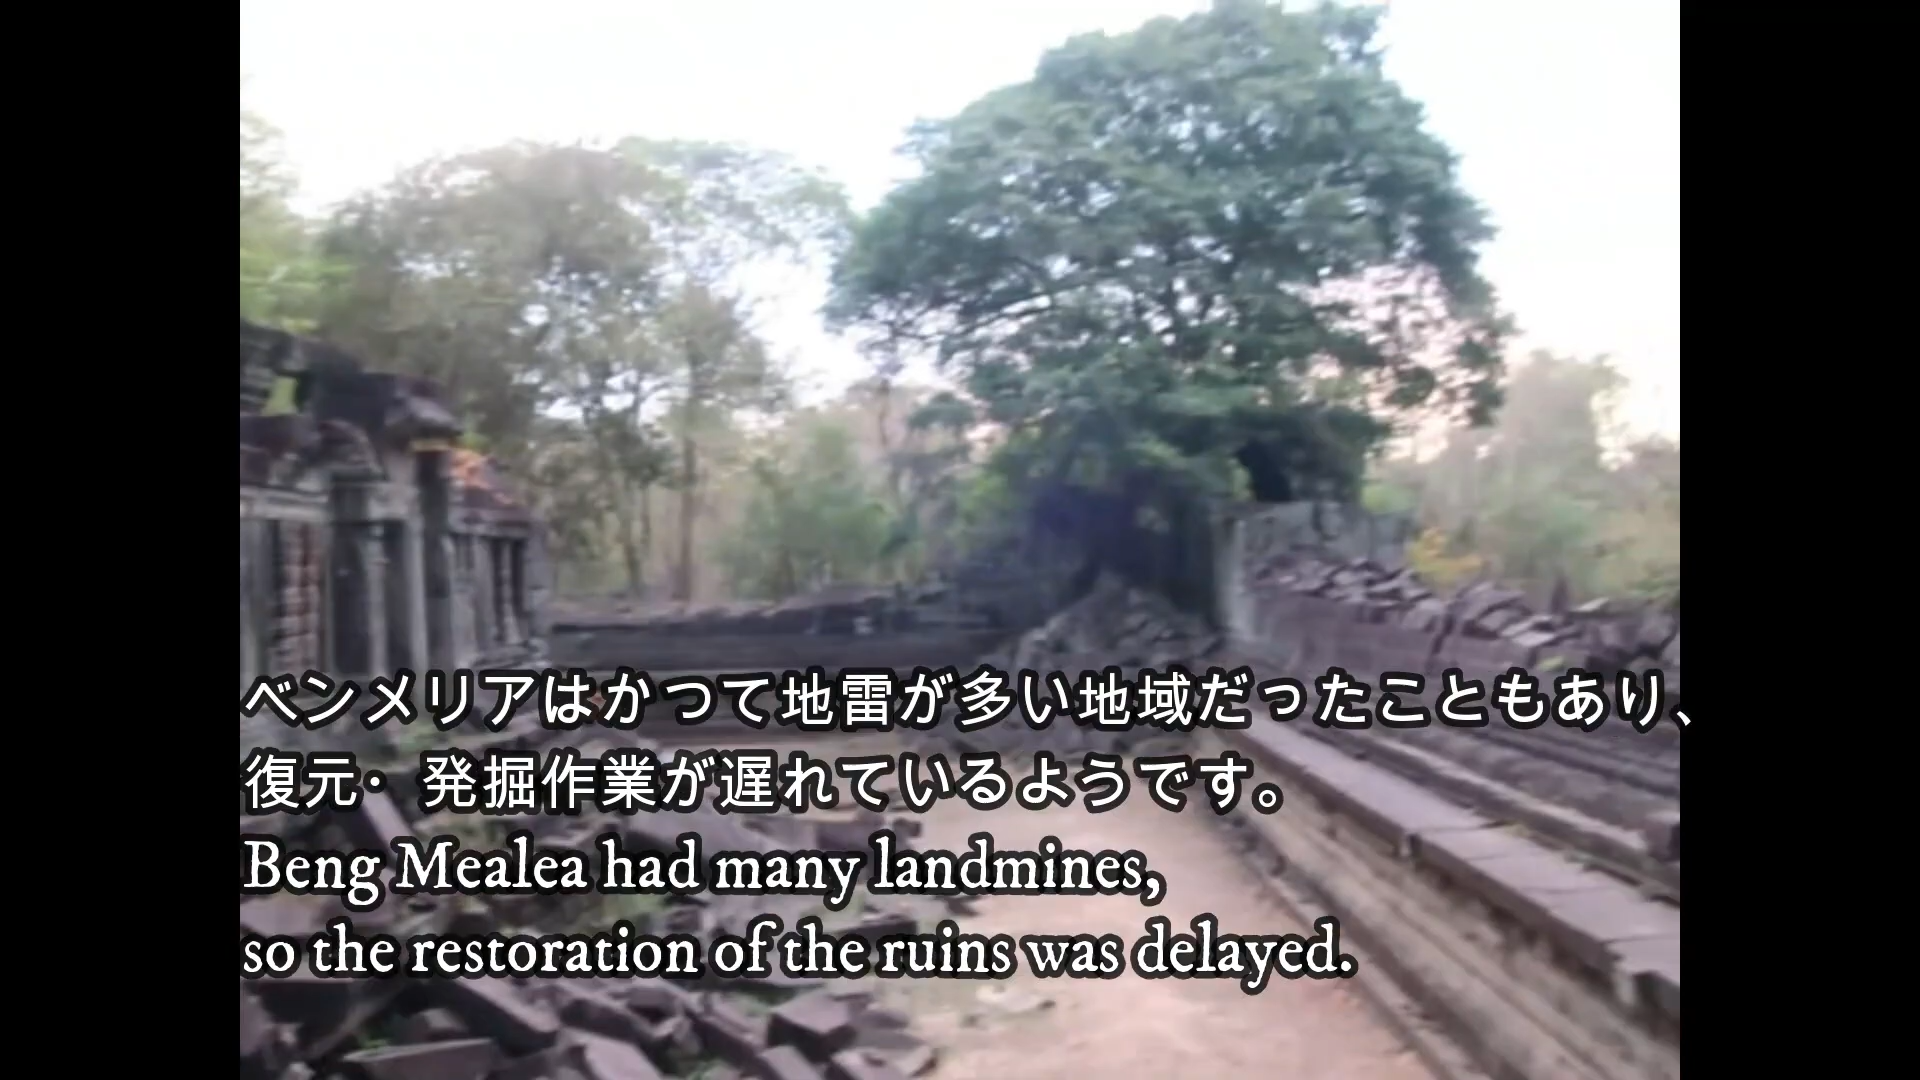 ベンメリアはかつて地雷が多い地域だったこともあり、
復元・発掘作業が遅れているようです。
Beng Mealea had many landmines,
so the restoration of the ruins was delayed.